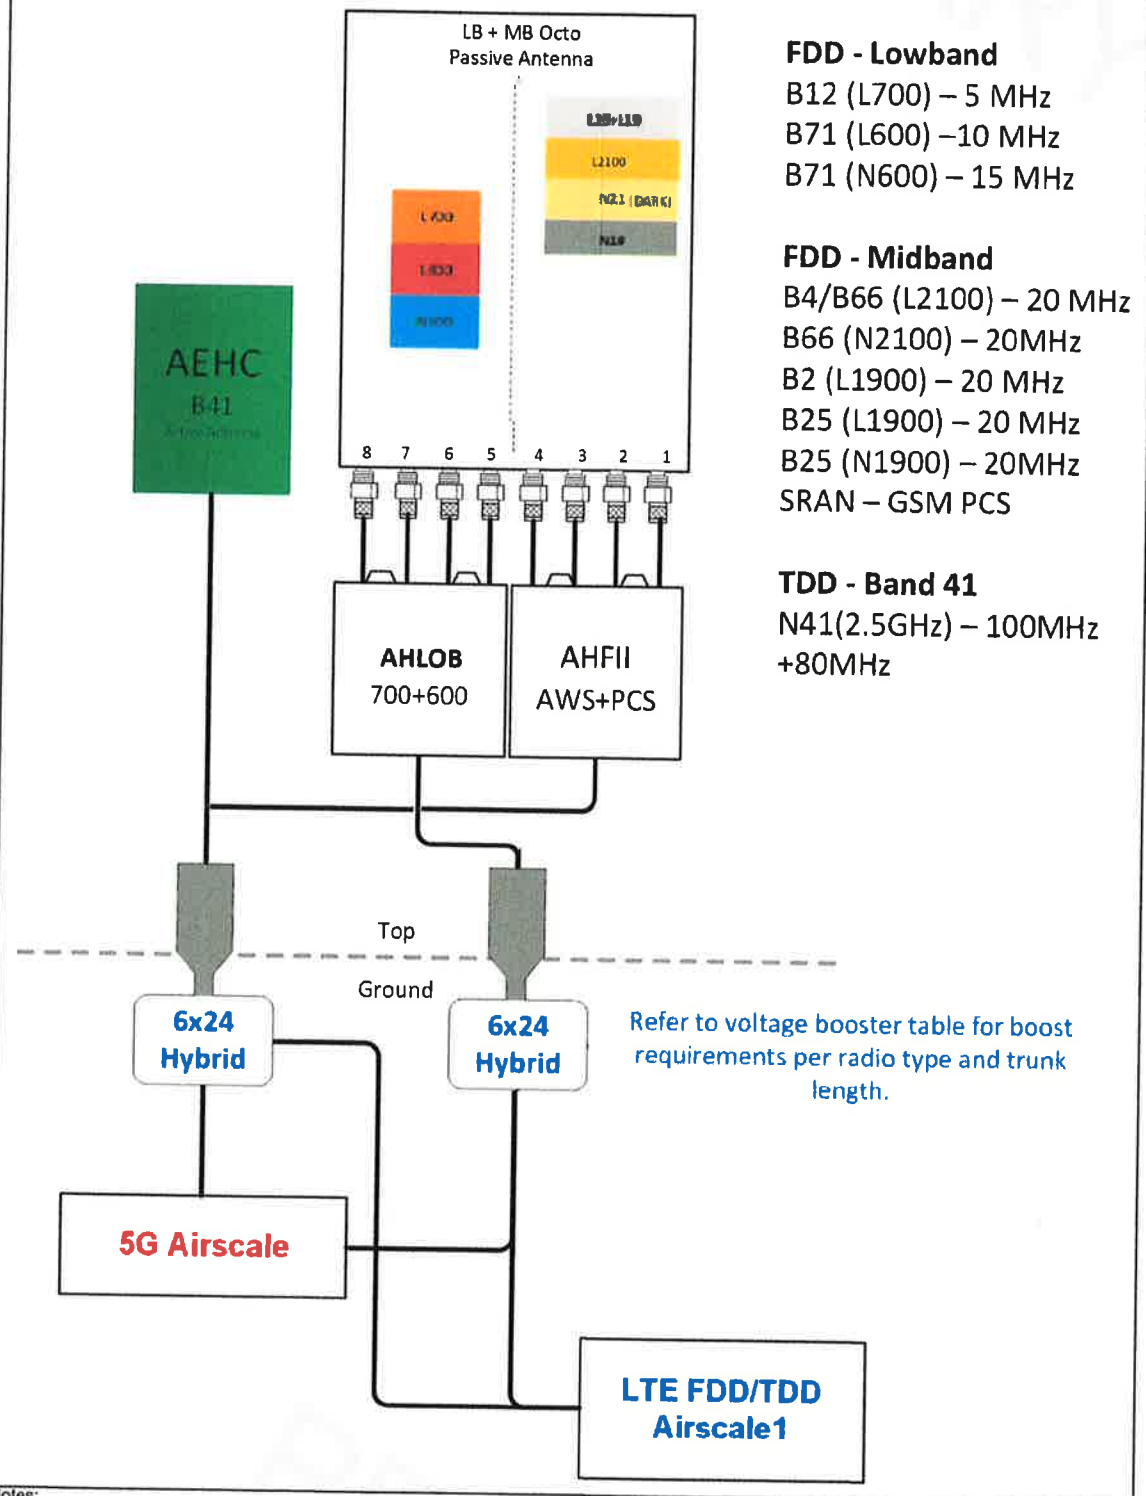 LB + MB Octo
Passive Antenna
L2100
N21 (DARK)
N19
L700
AEHC
B41
8 7 6 5 4 3 2 1
AHLOB
700+600
AHFII
AWS+PCS
Top
Ground
6x24
Hybrid
6x24
Hybrid
5G Airscale
LTE FDD/TDD
Airscale1
FDD - Lowband
B12 (L700) – 5 MHz
B71 (L600) –10 MHz
B71 (N600) – 15 MHz
FDD - Midband
B4/B66 (L2100) – 20 MHz
B66 (N2100) – 20MHz
B2 (L1900) – 20 MHz
B25 (L1900) – 20 MHz
B25 (N1900) – 20MHz
SRAN – GSM PCS
TDD - Band 41
N41(2.5GHz) – 100MHz
+80MHz
Refer to voltage booster table for boost
requirements per radio type and trunk
length.